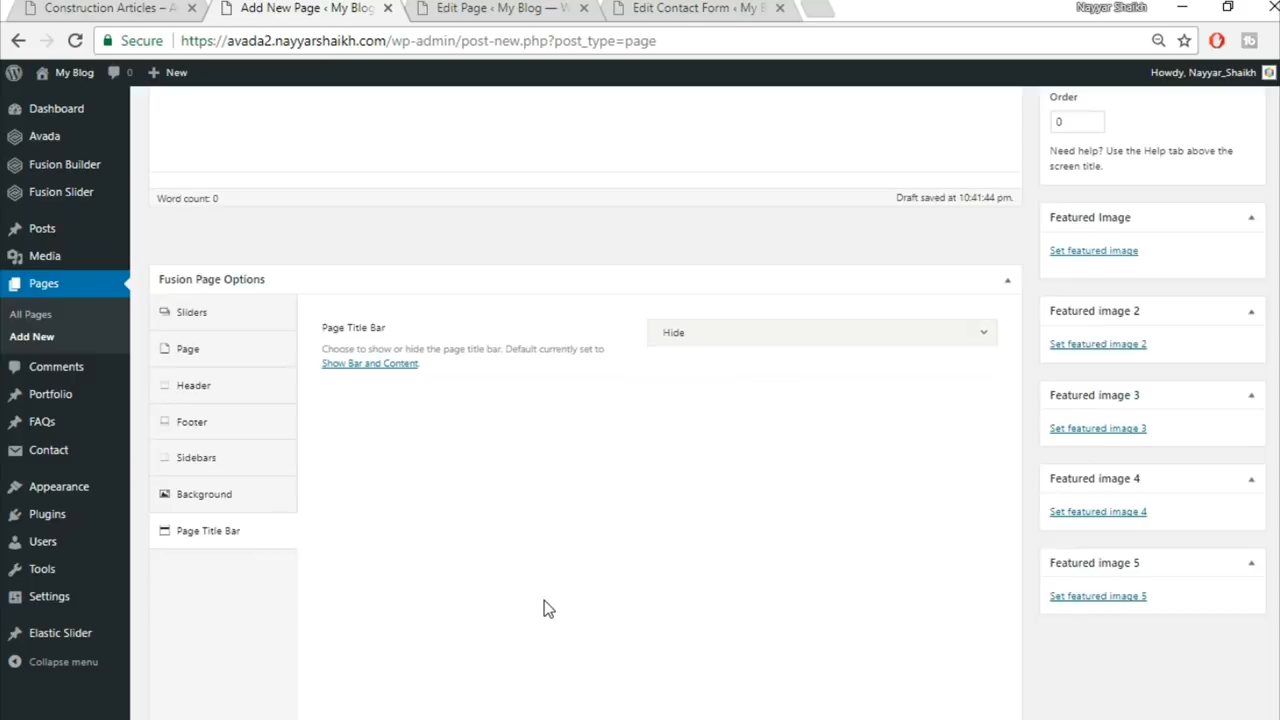 Construction Articles – A
Add New Page ‹ My Blog
Edit Page ‹ My Blog — W
Edit Contact Form ‹ My B
Nayyar Shaikh
Secure
https://avada2.nayyarshaikh.com/wp-admin/post-new.php?post_type=page
My Blog
0
New
Howdy, Nayyar_Shaikh
Dashboard
Avada
Fusion Builder
Fusion Slider
Posts
Media
Pages
All Pages
Add New
Comments
Portfolio
FAQs
Contact
Appearance
Plugins
Users
Tools
Settings
Elastic Slider
Collapse menu
Word count: 0
Draft saved at 10:41:44 pm.
Fusion Page Options
Sliders
Page
Header
Footer
Sidebars
Background
Page Title Bar
Page Title Bar
Choose to show or hide the page title bar. Default currently set to
Show Bar and Content.
Hide
Order
0
Need help? Use the Help tab above the
screen title.
Featured Image
Set featured image
Featured image 2
Set featured image 2
Featured image 3
Set featured image 3
Featured image 4
Set featured image 4
Featured image 5
Set featured image 5